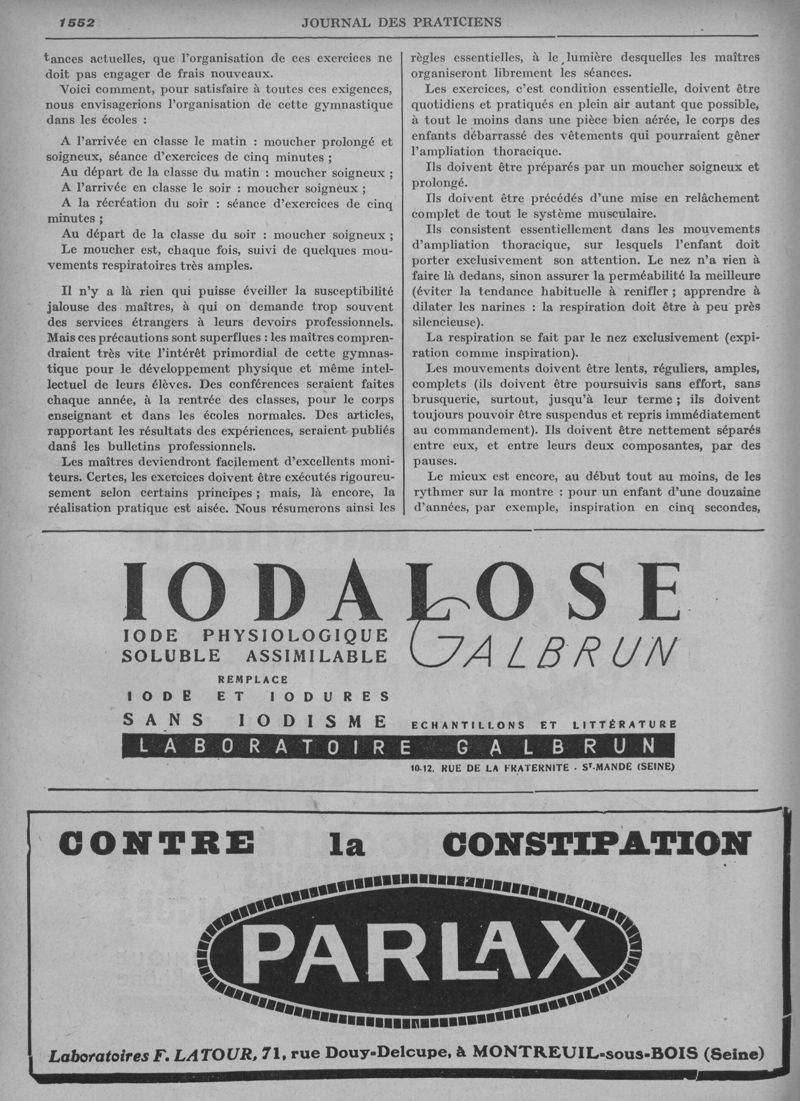 1552
JOURNAL DES PRATICIENS
tances actuelles, que l'organisation de ces exercices ne
doit pas engager de frais nouveaux.
Voici comment, pour satisfaire à toutes ces exigences,
nous envisagerions l'organisation de cette gymnastique
dans les écoles :
A l'arrivée en classe le matin : moucher prolongé et
soigneux, séance d'exercices de cinq minutes ;
Au départ de la classe du matin : moucher soigneux ;
A l'arrivée en classe le soir : moucher soigneux ;
A la récréation du soir : séance d'exercices de cinq
minutes ;
Au départ de la classe du soir : moucher soigneux ;
Le moucher est, chaque fois, suivi de quelques mou-
vements respiratoires très amples.
Il n'y a là rien qui puisse éveiller la susceptibilité
jalouse des maîtres, à qui on demande trop souvent
des services étrangers à leurs devoirs professionnels.
Mais ces précautions sont superflues : les maîtres compren-
draient très vite l'intérêt primordial de cette gymnas-
tique pour le développement physique et même intel-
lectuel de leurs élèves. Des conférences seraient faites
chaque année, à la rentrée des classes, pour le corps
enseignant et dans les écoles normales. Des articles,
rapportant les résultats des expériences, seraient publiés
dans les bulletins professionnels.
Les maîtres deviendront facilement d'excellents moni-
teurs. Certes, les exercices doivent être exécutés rigoureu-
sement selon certains principes ; mais, là encore, la
réalisation pratique est aisée. Nous résumerons ainsi les
règles essentielles, à le lumière desquelles les maîtres
organiseront librement les séances.
Les exercices, c'est condition essentielle, doivent être
quotidiens et pratiqués en plein air autant que possible,
à tout le moins dans une pièce bien aérée, le corps des
enfants débarrassé des vêtements qui pourraient gêner
l'ampliation thoracique.
Ils doivent être préparés par un moucher soigneux et
prolongé.
Ils doivent être précédés d'une mise en relâchement
complet de tout le système musculaire.
Ils consistent essentiellement dans les mouvements
d'ampliation thoracique, sur lesquels l'enfant doit
porter exclusivement son attention. Le nez n'a rien à
faire là dedans, sinon assurer la perméabilité la meilleure
(éviter la tendance habituelle à renifler ; apprendre à
dilater les narines : la respiration doit être à peu près
silencieuse).
La respiration se fait par le nez exclusivement (expi-
ration comme inspiration).
Les mouvements doivent être lents, réguliers, amples,
complets (ils doivent être poursuivis sans effort, sans
brusquerie, surtout, jusqu'à leur terme ; ils doivent
toujours pouvoir être suspendus et repris immédiatement
au commandement). Ils doivent être nettement séparés
entre eux, et entre leurs deux composantes, par des
pauses.
Le mieux est encore, au début tout au moins, de les
rythmer sur la montre : pour un enfant d'une douzaine
d'années, par exemple, inspiration en cinq secondes,
IODALOSE
GALBRUN
IODE PHYSIOLOGIQUE
SOLUBLE ASSIMILABLE
REMPLACE
IODE ET IODURES
SANS IODISME
ECHANTILLONS ET LITTÉRATURE
LABORATOIRE GALBRUN
10-12, RUE DE LA FRATERNITE - ST-MANDE (SEINE)
CONTRE la CONSTIPATION
PARLAX
Laboratoires F. LATOUR, 71, rue Douy-Delcupe, à MONTREUIL-sous-BOIS (Seine)